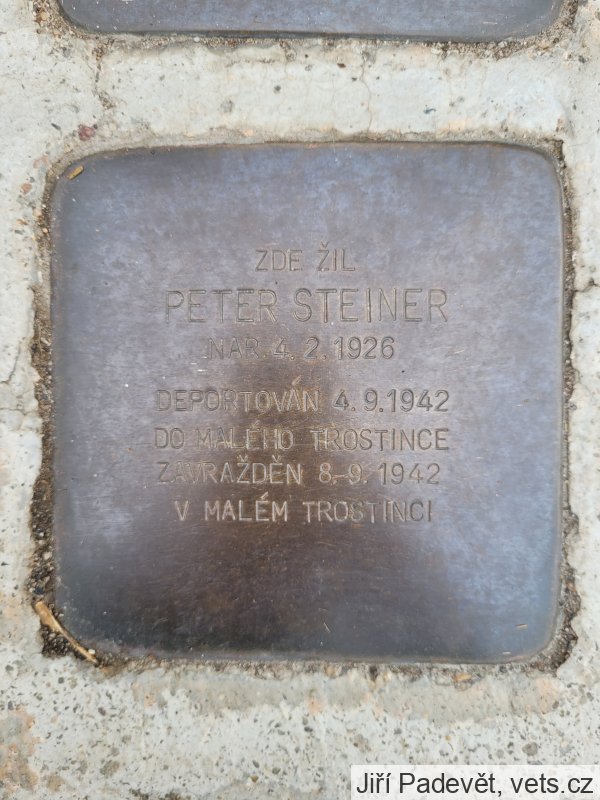 ZDE ŽIL
PETER STEINER
NAR. 4. 2. 1926
DEPORTOVÁN 4. 9. 1942
DO MALÉHO TROSTINCE
ZAVRAŽDĚN 8. 9. 1942
V MALÉM TROSTINCI
Jiří Padevět, vets.cz